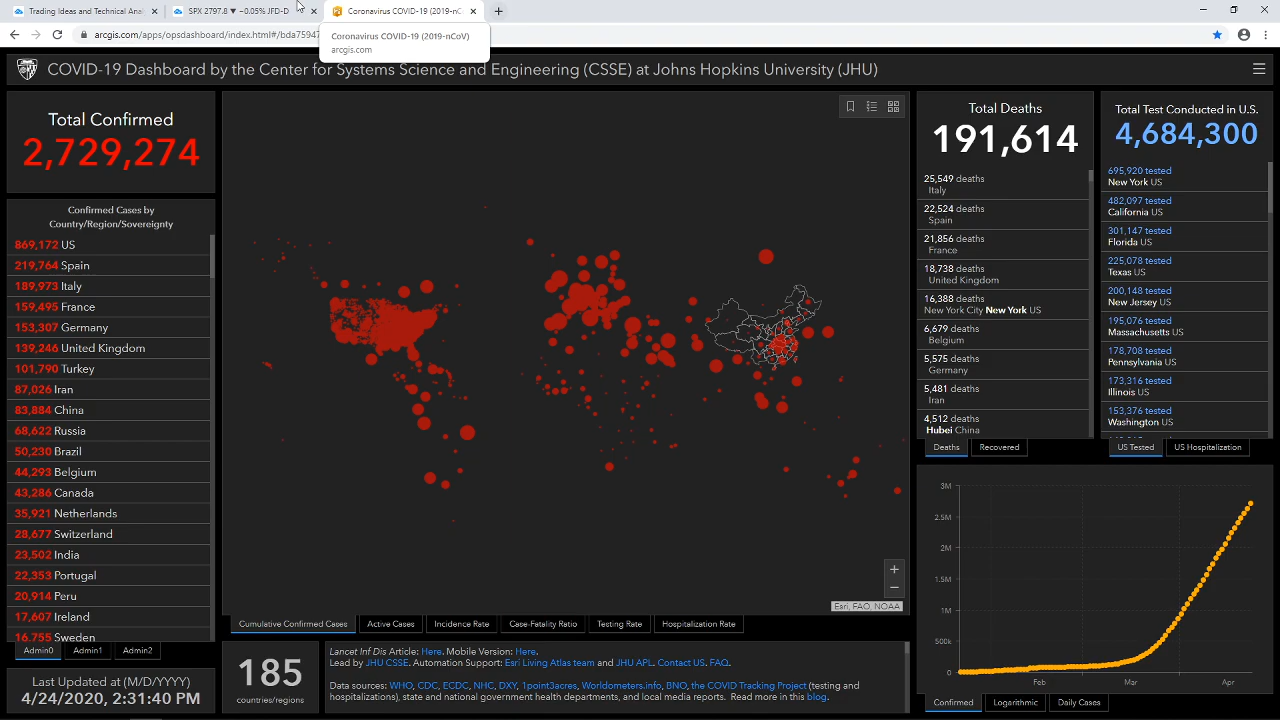 Trading Ideas and Technical Anal
SPX 2797.8 ▼ −0.05% JFD-D
Coronavirus COVID-19 (2019-nC
arcgis.com/apps/opsdashboard/index.html#/bda75947
Coronavirus COVID-19 (2019-nCoV)
arcgis.com
COVID-19 Dashboard by the Center for Systems Science and Engineering (CSSE) at Johns Hopkins University (JHU)
Total Confirmed
2,729,274
Confirmed Cases by
Country/Region/Sovereignty
869,172 US
219,764 Spain
189,973 Italy
159,495 France
153,307 Germany
139,246 United Kingdom
101,790 Turkey
87,026 Iran
83,884 China
68,622 Russia
50,230 Brazil
44,293 Belgium
43,286 Canada
35,921 Netherlands
28,677 Switzerland
23,502 India
22,353 Portugal
20,914 Peru
17,607 Ireland
16,755 Sweden
Admin0
Admin1
Admin2
Last Updated at (M/D/YYYY)
4/24/2020, 2:31:40 PM
Esri, FAO, NOAA
Cumulative Confirmed Cases
Active Cases
Incidence Rate
Case-Fatality Ratio
Testing Rate
Hospitalization Rate
185
countries/regions
Lancet Inf Dis Article: Here. Mobile Version: Here.
Lead by JHU CSSE. Automation Support: Esri Living Atlas team and JHU APL. Contact US. FAQ.
Data sources: WHO, CDC, ECDC, NHC, DXY, 1point3acres, Worldometers.info, BNO, the COVID Tracking Project (testing and
hospitalizations), state and national government health departments, and local media reports. Read more in this blog.
Total Deaths
191,614
25,549 deaths
Italy
22,524 deaths
Spain
21,856 deaths
France
18,738 deaths
United Kingdom
16,388 deaths
New York City New York US
6,679 deaths
Belgium
5,575 deaths
Germany
5,481 deaths
Iran
4,512 deaths
Hubei China
Deaths
Recovered
Total Test Conducted in U.S.
4,684,300
695,920 tested
New York US
482,097 tested
California US
301,147 tested
Florida US
225,078 tested
Texas US
200,148 tested
New Jersey US
195,076 tested
Massachusetts US
178,708 tested
Pennsylvania US
173,316 tested
Illinois US
153,376 tested
Washington US
US Tested
US Hospitalization
3M
2.5M
2M
1.5M
1M
500k
0
Feb
Mar
Apr
Confirmed
Logarithmic
Daily Cases